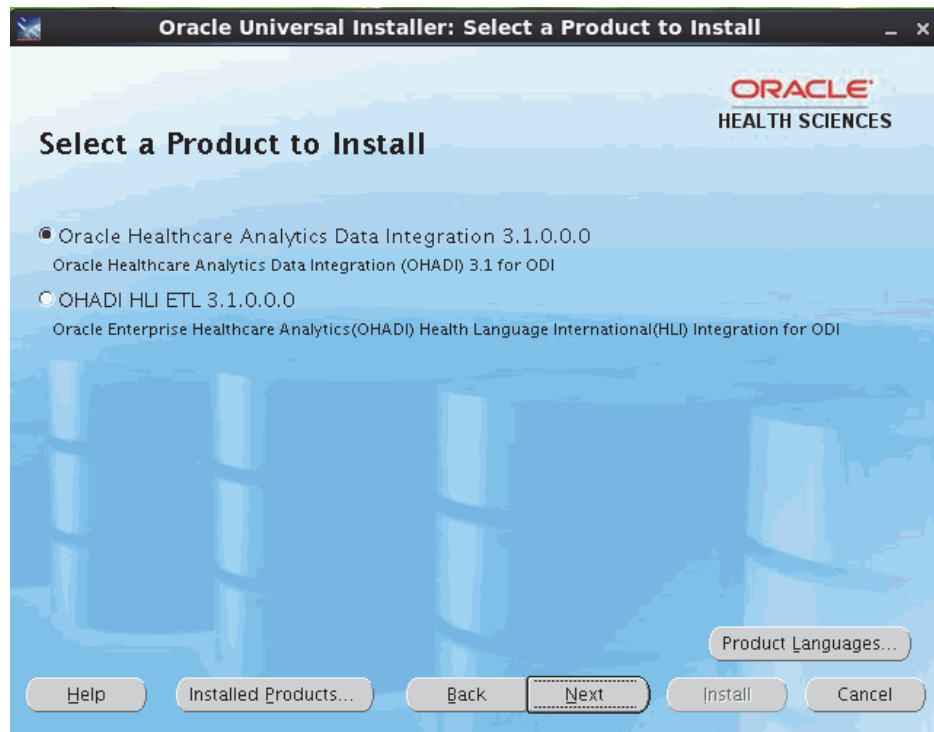 Oracle Universal Installer: Select a Product to Install
ORACLE
HEALTH SCIENCES
Select a Product to Install
Oracle Healthcare Analytics Data Integration 3.1.0.0.0
Oracle Healthcare Analytics Data Integration (OHADI) 3.1 for ODI
OHADI HLI ETL 3.1.0.0.0
Oracle Enterprise Healthcare Analytics(OHADI) Health Language International(HLI) Integration for ODI
Product Languages...
Help Installed Products... Back Next Install Cancel